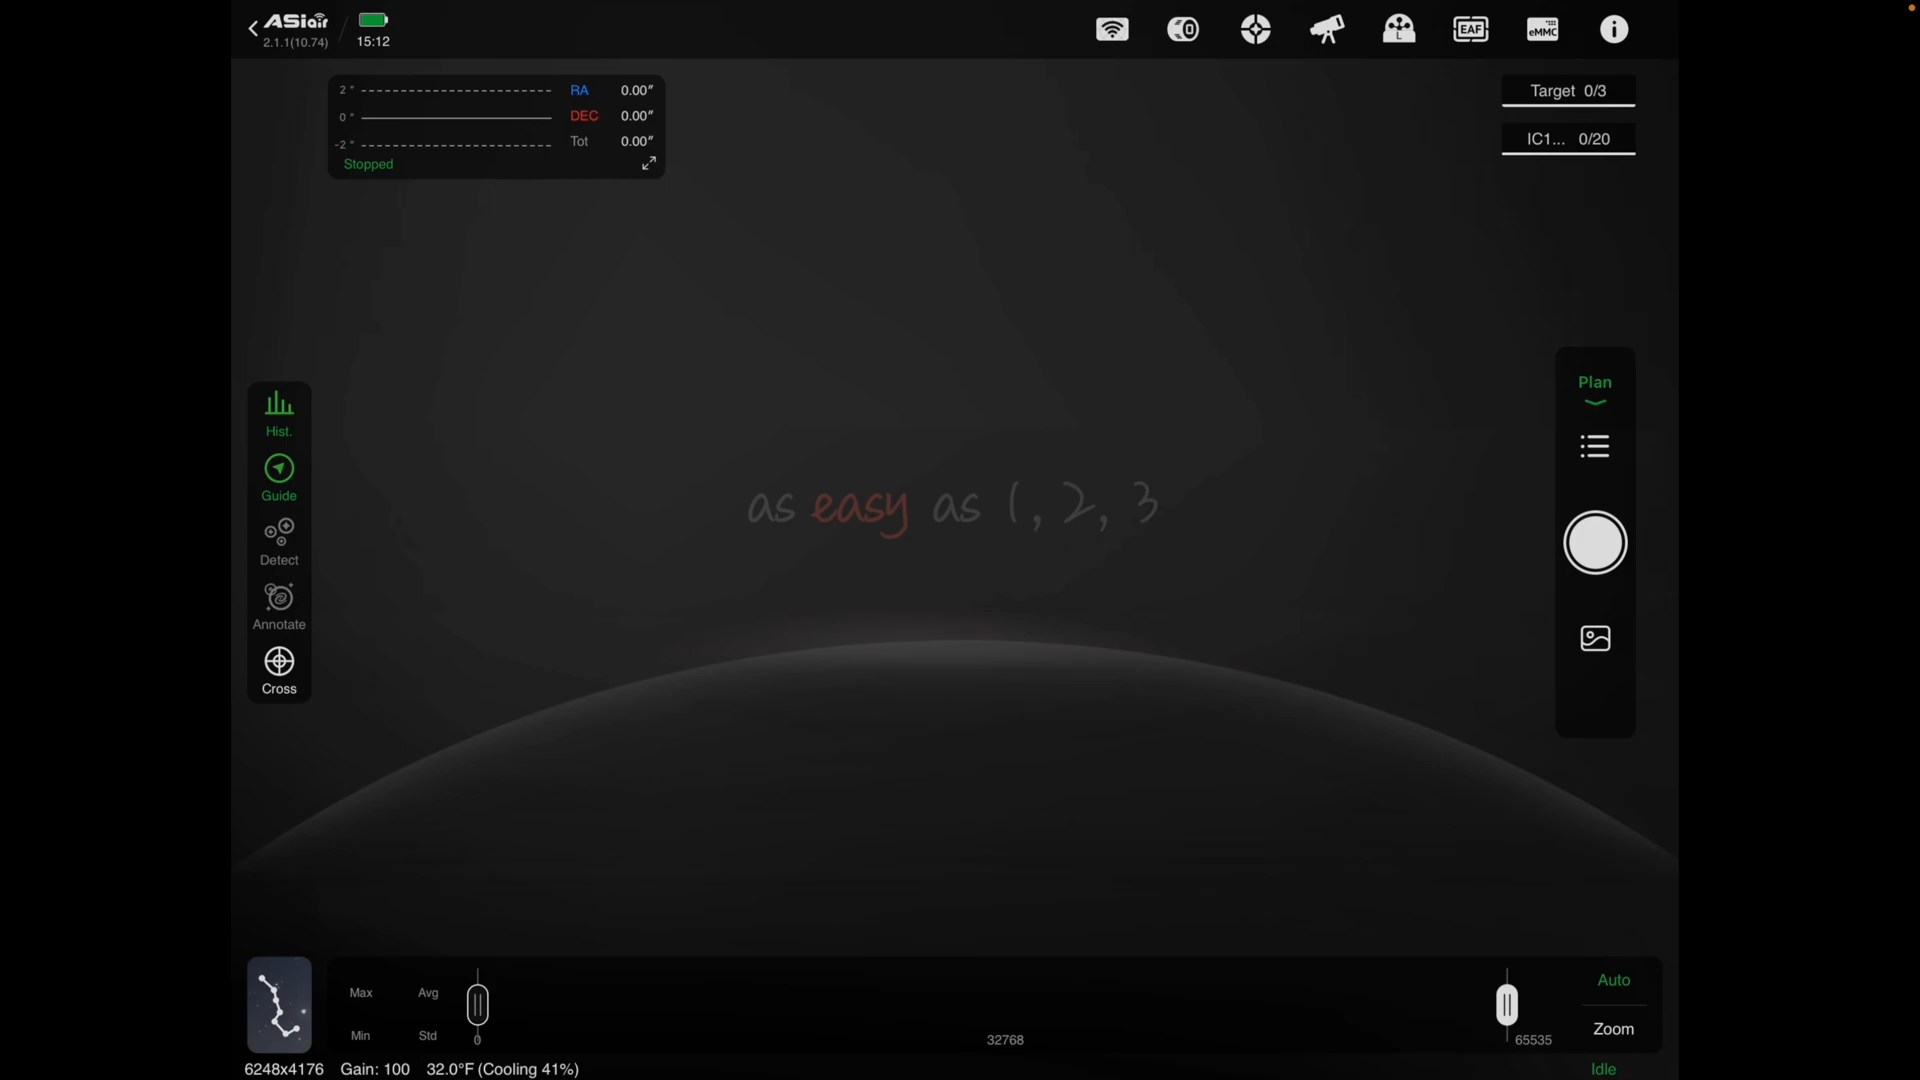 ASiair
2.1.1(10.74)
15:12
L
EAF
eMMC
2 "
RA 0.00"
0 "
DEC 0.00"
-2 "
Tot 0.00"
Stopped
Target 0/3
IC1... 0/20
Hist.
Guide
Detect
Annotate
Cross
Plan
as easy as 1, 2, 3
Max Avg
Min Std
0
32768
65535
Auto
Zoom
6248x4176 Gain: 100 32.0°F (Cooling 41%)
Idle